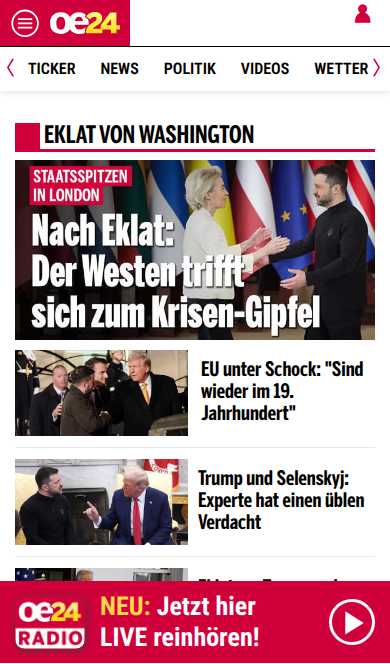 oe24
TICKER NEWS POLITIK VIDEOS WETTER
EKLAT VON WASHINGTON
STAATSSPITZEN
IN LONDON
Nach Eklat:
Der Westen trifft
sich zum Krisen-Gipfel
EU unter Schock: "Sind
wieder im 19.
Jahrhundert"
Trump und Selenskyj:
Experte hat einen üblen
Verdacht
oe24
RADIO
NEU: Jetzt hier
LIVE reinhören!